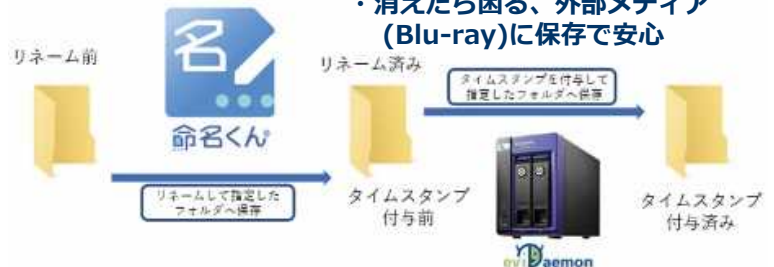 ・消えたら困る、外部メディア
(Blu-ray)に保存で安心
リネーム前
名
命名くん
リネーム済み
タイムスタンプを付与して
指定したフォルダへ保存
リネームして指定した
フォルダへ保存
タイムスタンプ
付与前
タイムスタンプ
付与済み
eviDaemon